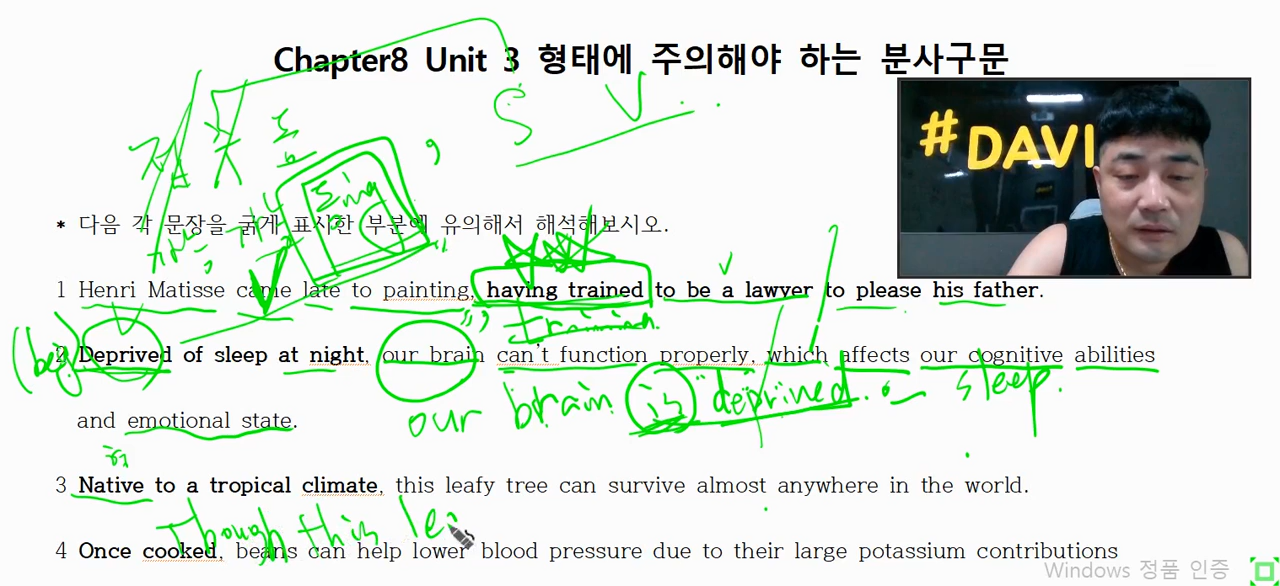 Chapter8 Unit 3 형태에 주의해야 하는 분사구문
접 주 동
, S V . .
#DAVI
ing
* 다음 각 문장을 굵게 표시한 부분에 유의해서 해석해보시오.
1 Henri Matisse came late to painting, having trained to be a lawyer to please his father.
training.
2 Deprived of sleep at night, our brain can't function properly, which affects our cognitive abilities
our brain is deprived. sleep.
and emotional state.
3 Native to a tropical climate, this leafy tree can survive almost anywhere in the world.
Though this le
4 Once cooked, beans can help lower blood pressure due to their large potassium contributions
Windows 정품 인증